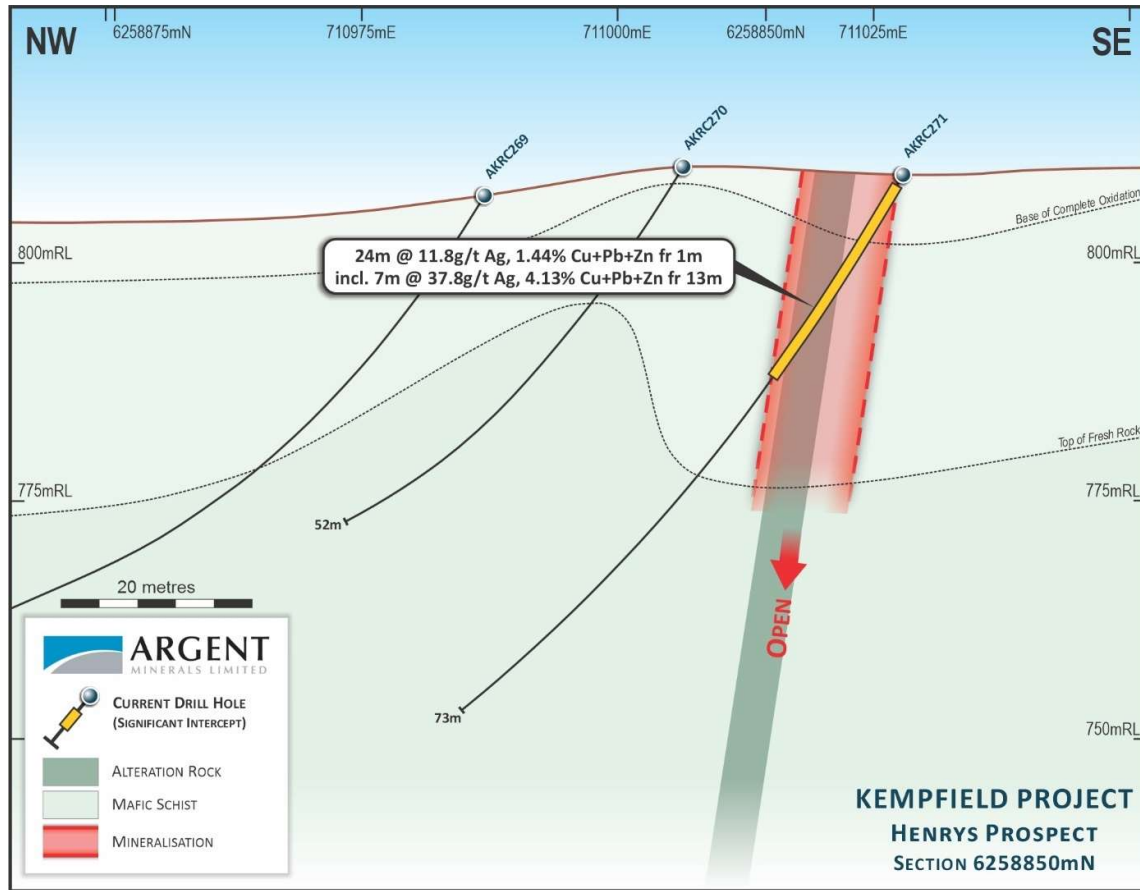 NW
SE
6258875mN
710975mE
711000mE
6258850mN
711025mE
AKRC269
AKRC270
AKRC271
Base of Complete Oxidation
24m @ 11.8g/t Ag, 1.44% Cu+Pb+Zn fr 1m
incl. 7m @ 37.8g/t Ag, 4.13% Cu+Pb+Zn fr 13m
800mRL
800mRL
Top of Fresh Rock
775mRL
775mRL
52m
OPEN
20 metres
73m
750mRL
ARGENT
MINERALS LIMITED
CURRENT DRILL HOLE
(SIGNIFICANT INTERCEPT)
ALTERATION ROCK
MAFIC SCHIST
MINERALISATION
KEMPFIELD PROJECT
HENRYS PROSPECT
SECTION 6258850mN